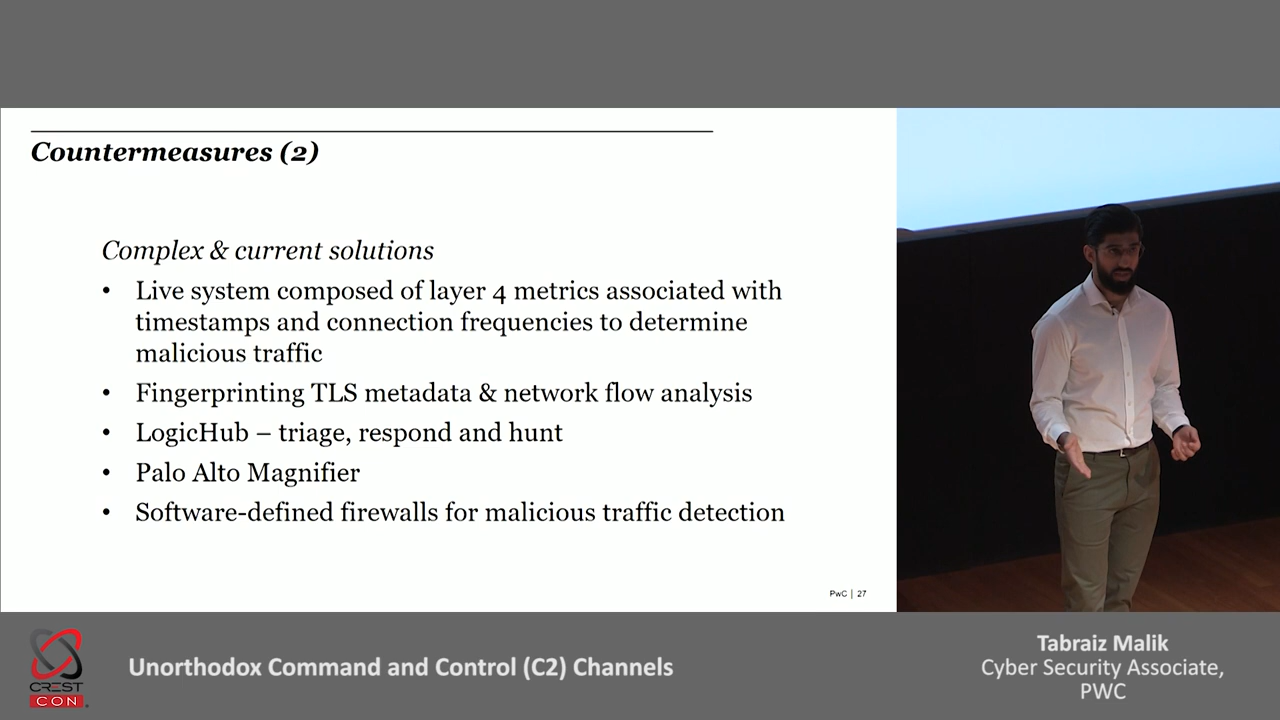 Countermeasures (2)
Complex & current solutions
• Live system composed of layer 4 metrics associated with
timestamps and connection frequencies to determine
malicious traffic
• Fingerprinting TLS metadata & network flow analysis
• LogicHub – triage, respond and hunt
• Palo Alto Magnifier
• Software-defined firewalls for malicious traffic detection
PwC | 27
CREST
CON
Unorthodox Command and Control (C2) Channels
Tabraiz Malik
Cyber Security Associate,
PWC